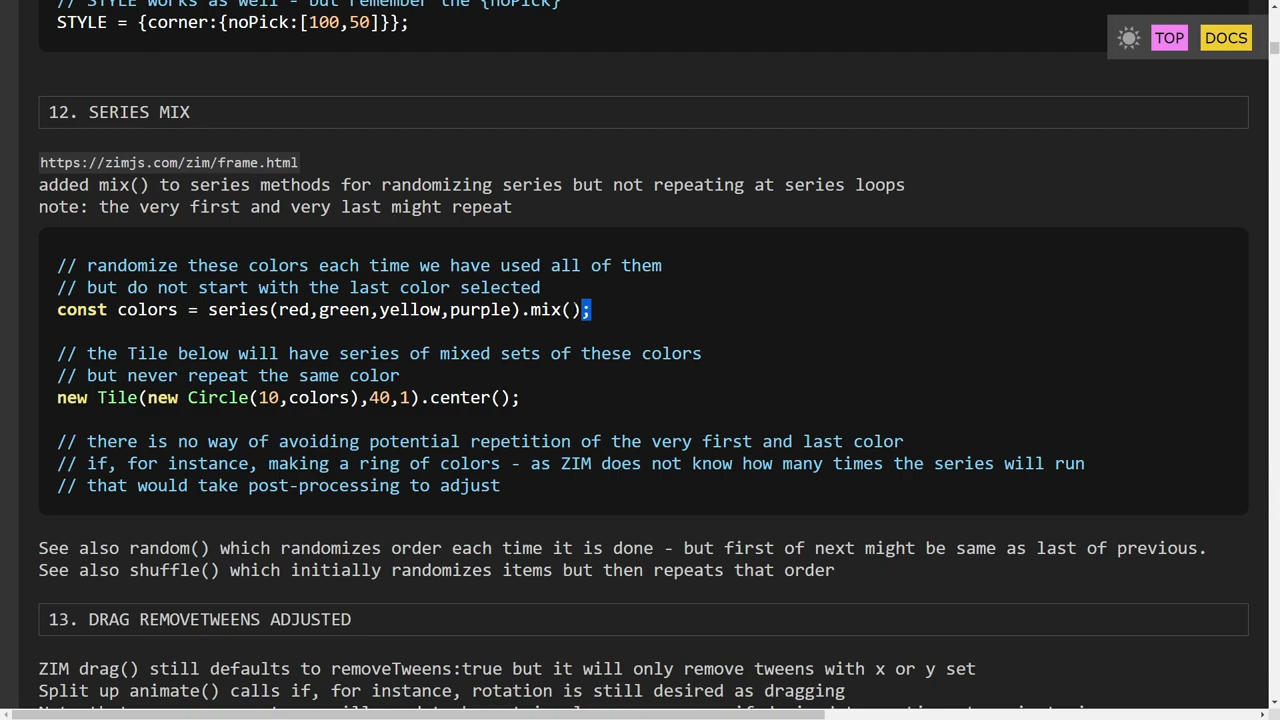 // STYLE works as well - but remember the {noPick}
STYLE = {corner:{noPick:[100,50]}};
TOP
DOCS
12. SERIES MIX
https://zimjs.com/zim/frame.html
added mix() to series methods for randomizing series but not repeating at series loops
note: the very first and very last might repeat
// randomize these colors each time we have used all of them
// but do not start with the last color selected
const colors = series(red,green,yellow,purple).mix();
// the Tile below will have series of mixed sets of these colors
// but never repeat the same color
new Tile(new Circle(10,colors),40,1).center();
// there is no way of avoiding potential repetition of the very first and last color
// if, for instance, making a ring of colors - as ZIM does not know how many times the series will run
// that would take post-processing to adjust
See also random() which randomizes order each time it is done - but first of next might be same as last of previous.
See also shuffle() which initially randomizes items but then repeats that order
13. DRAG REMOVETWEENS ADJUSTED
ZIM drag() still defaults to removeTweens:true but it will only remove tweens with x or y set
Split up animate() calls if, for instance, rotation is still desired as dragging